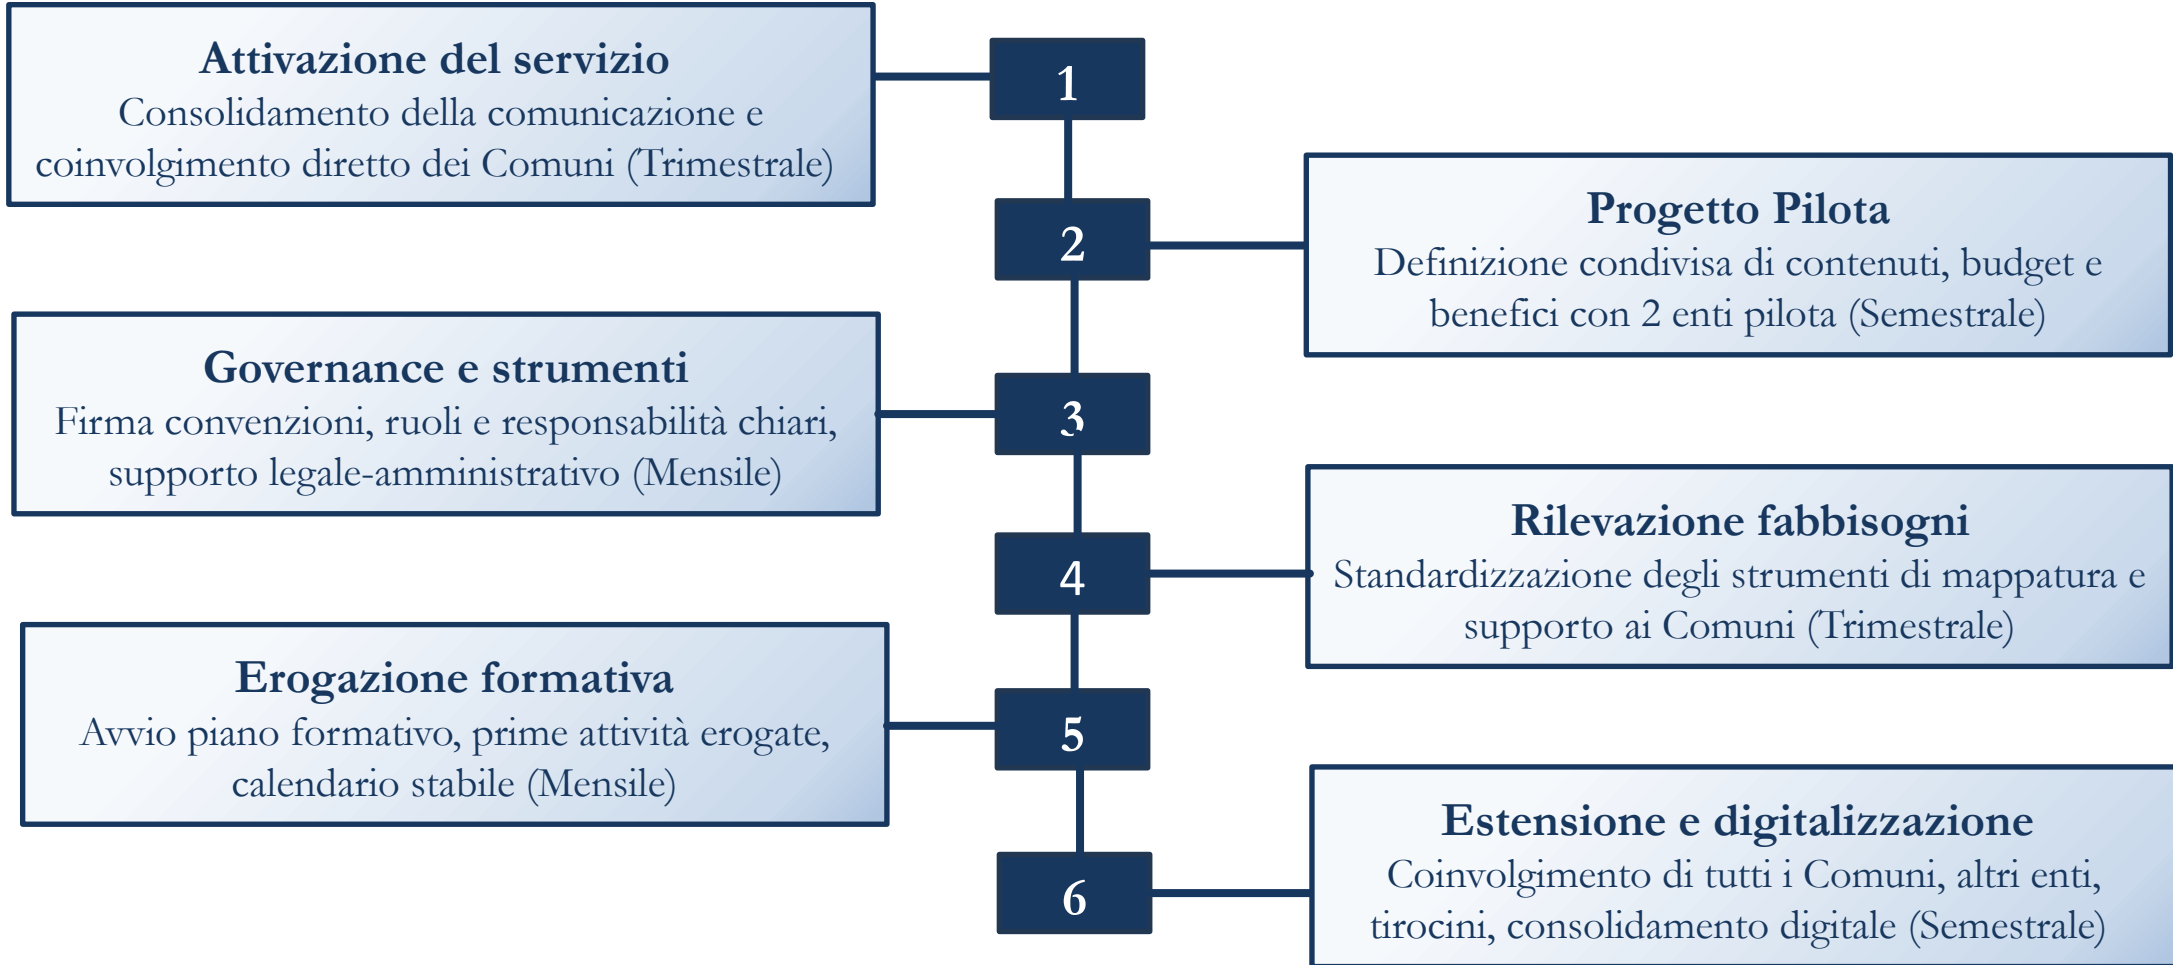 Attivazione del servizio
Consolidamento della comunicazione e
coinvolgimento diretto dei Comuni (Trimestrale)
1
2
Progetto Pilota
Definizione condivisa di contenuti, budget e
benefici con 2 enti pilota (Semestrale)
Governance e strumenti
Firma convenzioni, ruoli e responsabilità chiari,
supporto legale-amministrativo (Mensile)
3
4
Rilevazione fabbisogni
Standardizzazione degli strumenti di mappatura e
supporto ai Comuni (Trimestrale)
Erogazione formativa
Avvio piano formativo, prime attività erogate,
calendario stabile (Mensile)
5
6
Estensione e digitalizzazione
Coinvolgimento di tutti i Comuni, altri enti,
tirocini, consolidamento digitale (Semestrale)